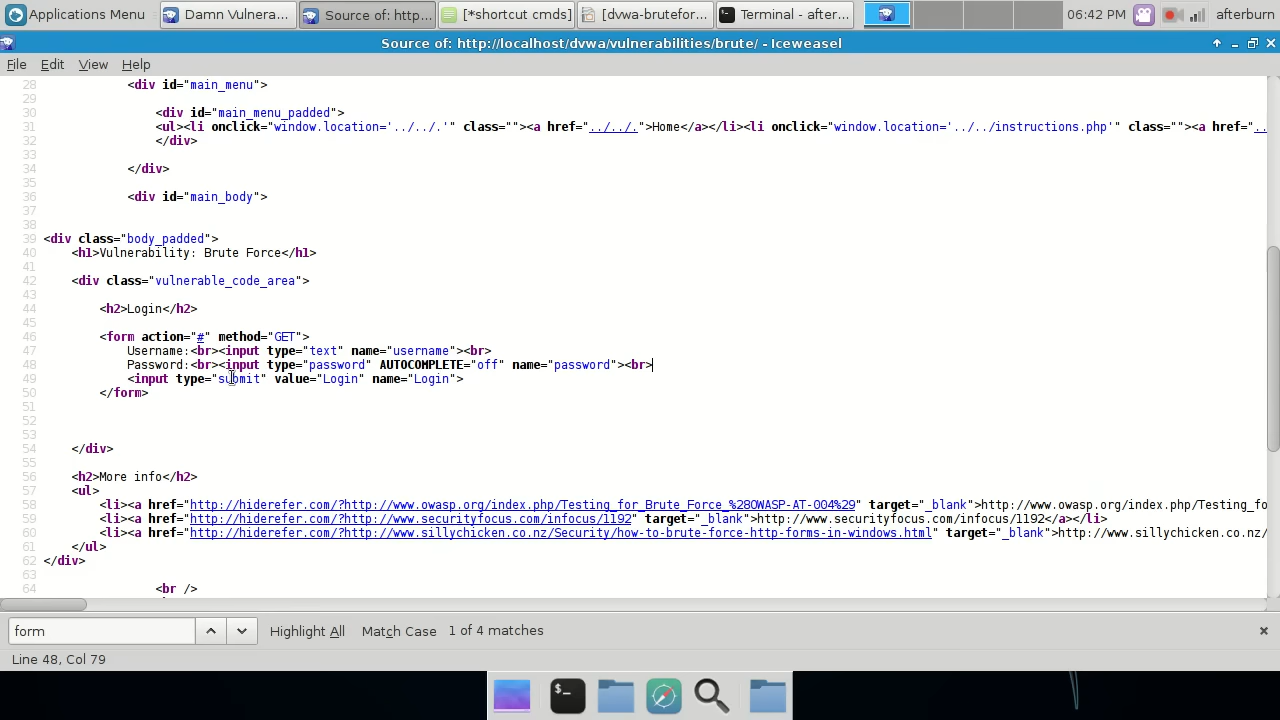 Applications Menu
Damn Vulnera...
Source of: http...
[*shortcut cmds]
[dvwa-brutefor...
Terminal - after...
06:42 PM
afterburn
Source of: http://localhost/dvwa/vulnerabilities/brute/ - Iceweasel
File Edit View Help
28 <div id="main_menu">
29
30 <div id="main_menu_padded">
31 <ul><li onclick="window.location='../../.'" class=""><a href="../../.">Home</a></li><li onclick="window.location='../../instructions.php'" class=""><a href="..
32 </div>
33
34 </div>
35
36 <div id="main_body">
37
38
39 <div class="body_padded">
40 <h1>Vulnerability: Brute Force</h1>
41
42 <div class="vulnerable_code_area">
43
44 <h2>Login</h2>
45
46 <form action="#" method="GET">
47 Username:<br><input type="text" name="username"><br>
48 Password:<br><input type="password" AUTOCOMPLETE="off" name="password"><br>
49 <input type="submit" value="Login" name="Login">
50 </form>
51
52
53
54 </div>
55
56 <h2>More info</h2>
57 <ul>
58 <li><a href="http://hiderefer.com/?http://www.owasp.org/index.php/Testing_for_Brute_Force_%28OWASP-AT-004%29" target="_blank">http://www.owasp.org/index.php/Testing_fo
59 <li><a href="http://hiderefer.com/?http://www.securityfocus.com/infocus/1192" target="_blank">http://www.securityfocus.com/infocus/1192</a></li>
60 <li><a href="http://hiderefer.com/?http://www.sillychicken.co.nz/Security/how-to-brute-force-http-forms-in-windows.html" target="_blank">http://www.sillychicken.co.nz/
61 </ul>
62 </div>
63
64 <br />
form
Highlight All Match Case 1 of 4 matches
Line 48, Col 79